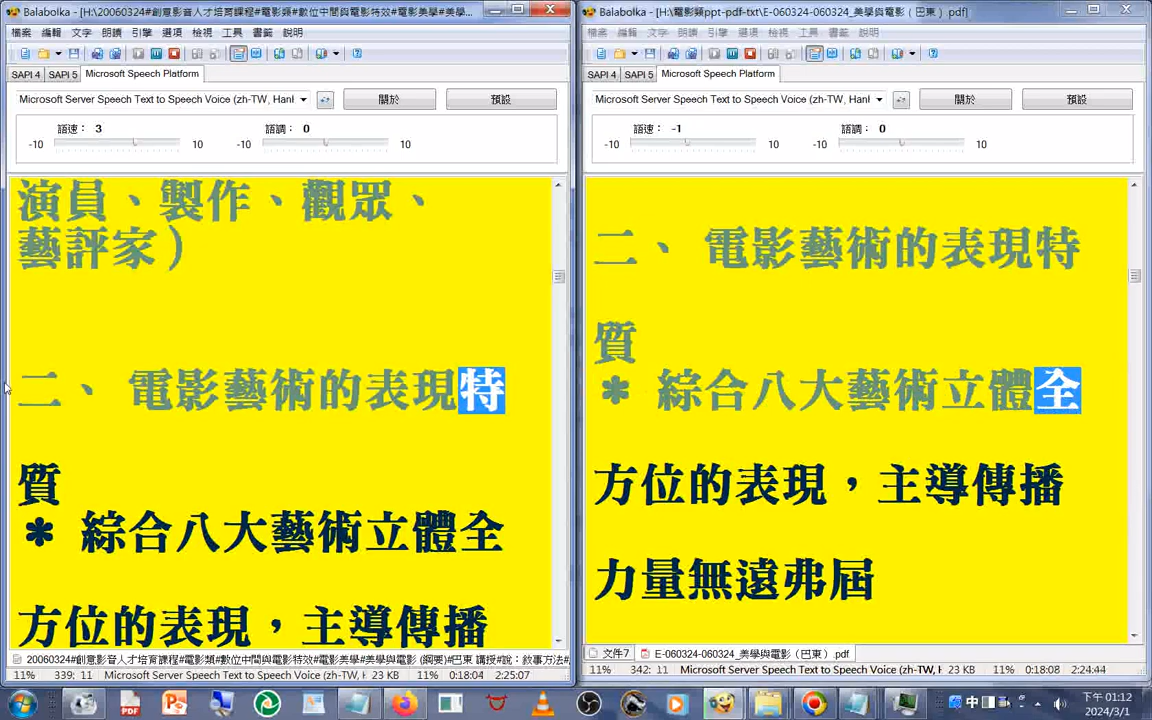 Balabolka - [H:\20060324#創意影音人才培育課程#電影類#數位中間與電影特效#電影美學#美學...
檔案 編輯 文字 朗讀 引擎 選項 檢視 工具 書籤 說明
SAPI 4 SAPI 5 Microsoft Speech Platform
Microsoft Server Speech Text to Speech Voice (zh-TW, Hanl
關於 預設
語速： 3 語調： 0
-10 10 -10 10
演員、製作、觀眾、
藝評家）
二、 電影藝術的表現特
質
* 綜合八大藝術立體全
方位的表現，主導傳播
20060324#創意影音人才培育課程#電影類#數位中間與電影特效#電影美學#美學與電影 (綱要)#巴東 講授#說：敘事方法#
11% 339: 11 Microsoft Server Speech Text to Speech Voice (zh-TW, H 23 KB 0:18:04 2:25:07
Balabolka - [H:\電影類ppt-pdf-txt\E-060324-060324_美學與電影（巴東）.pdf]
檔案 編輯 文字 朗讀 引擎 選項 檢視 工具 書籤 說明
SAPI 4 SAPI 5 Microsoft Speech Platform
Microsoft Server Speech Text to Speech Voice (zh-TW, Hanl
關於 預設
語速： -1 語調： 0
-10 10 -10 10
二、 電影藝術的表現特
質
* 綜合八大藝術立體全
方位的表現，主導傳播
力量無遠弗屆
文件7 E-060324-060324_美學與電影（巴東）.pdf
11% 342: 11 Microsoft Server Speech Text to Speech Voice (zh-TW, H 23 KB 0:18:08 2:24:44
PDF
中
下午 01:12
2024/3/1